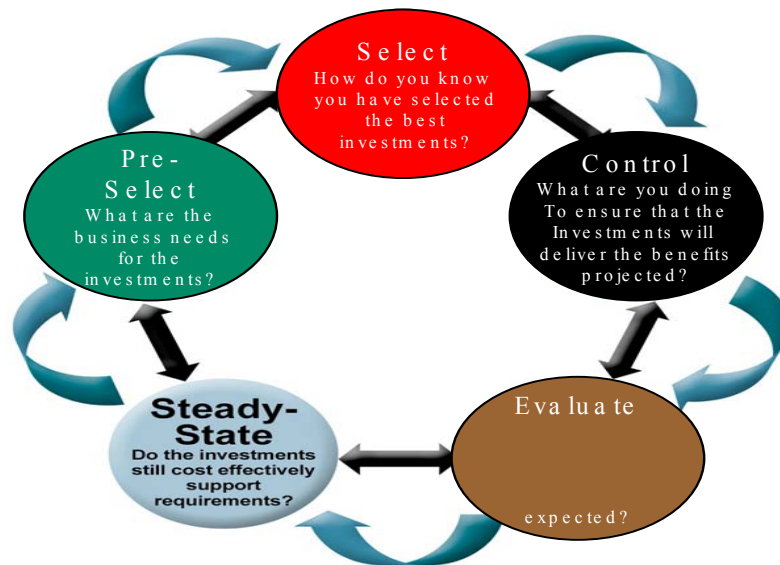 Select
How do you know
you have selected
the best
investments?
Pre-
Select
What are the
business needs
for the
investments?
Control
What are you doing
To ensure that the
Investments will
deliver the benefits
projected?
Steady-
State
Do the investments
still cost effectively
support
requirements?
Evaluate
expected?